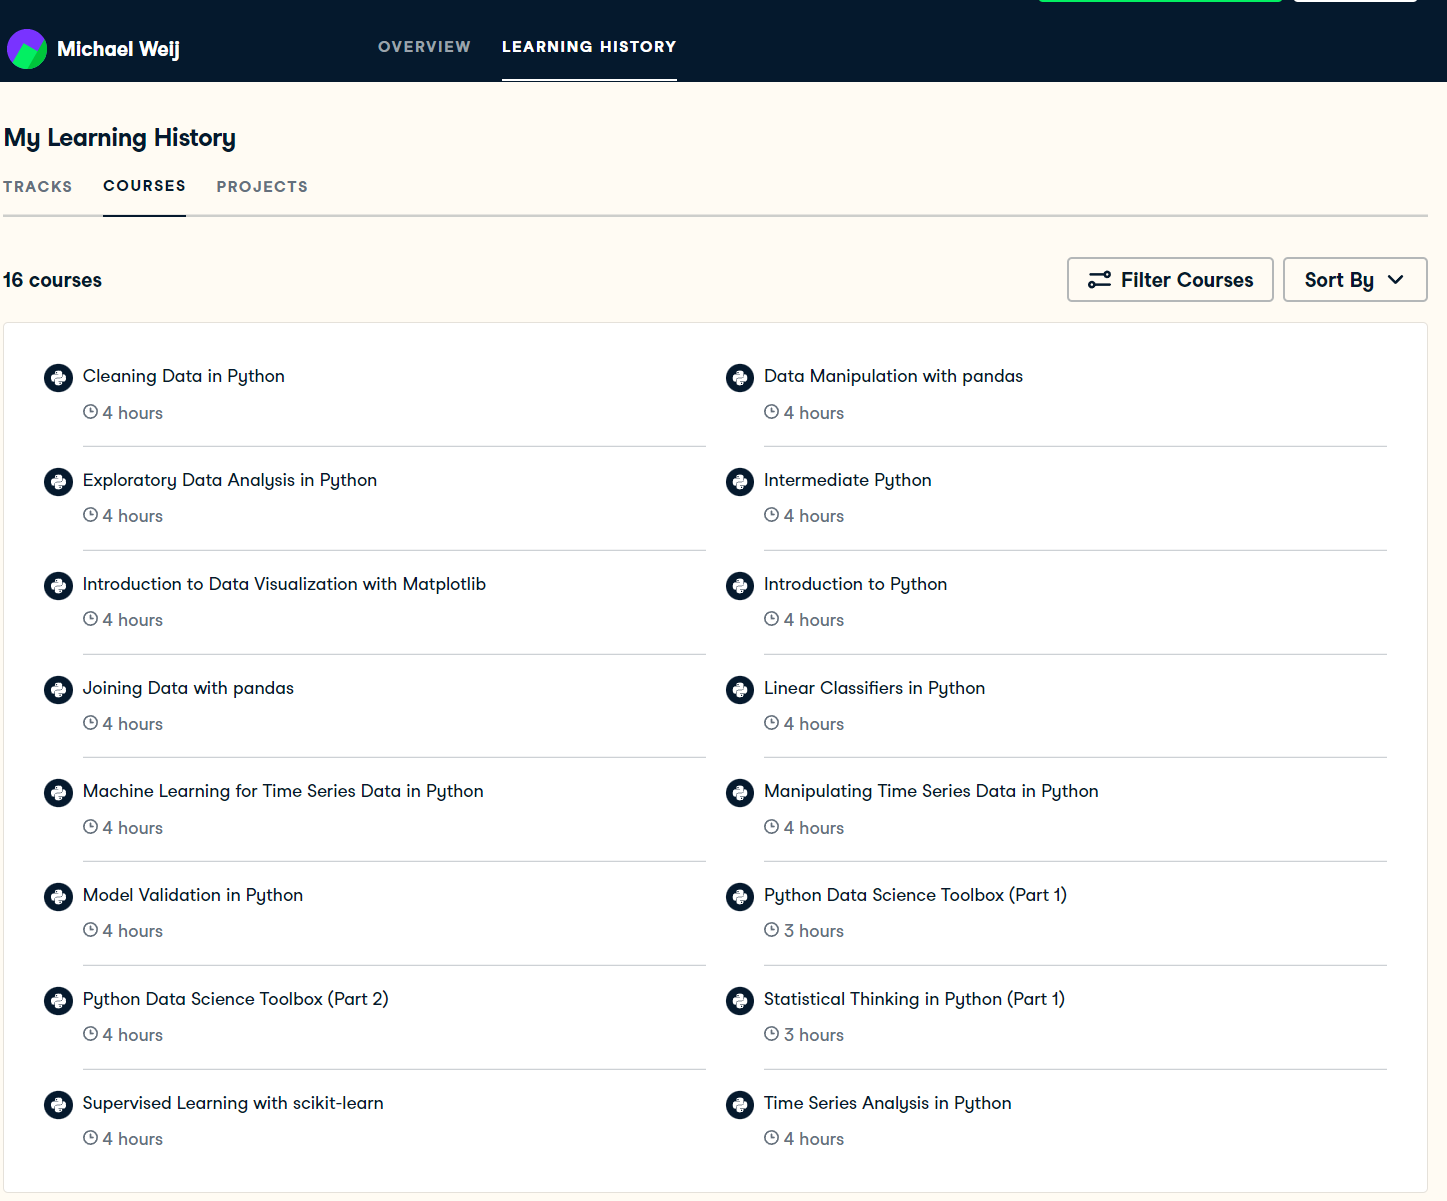 Michael Weij
OVERVIEW
LEARNING HISTORY
My Learning History
TRACKS
COURSES
PROJECTS
16 courses
Filter Courses
Sort By
Cleaning Data in Python
4 hours
Data Manipulation with pandas
4 hours
Exploratory Data Analysis in Python
4 hours
Intermediate Python
4 hours
Introduction to Data Visualization with Matplotlib
4 hours
Introduction to Python
4 hours
Joining Data with pandas
4 hours
Linear Classifiers in Python
4 hours
Machine Learning for Time Series Data in Python
4 hours
Manipulating Time Series Data in Python
4 hours
Model Validation in Python
4 hours
Python Data Science Toolbox (Part 1)
3 hours
Python Data Science Toolbox (Part 2)
4 hours
Statistical Thinking in Python (Part 1)
3 hours
Supervised Learning with scikit-learn
4 hours
Time Series Analysis in Python
4 hours